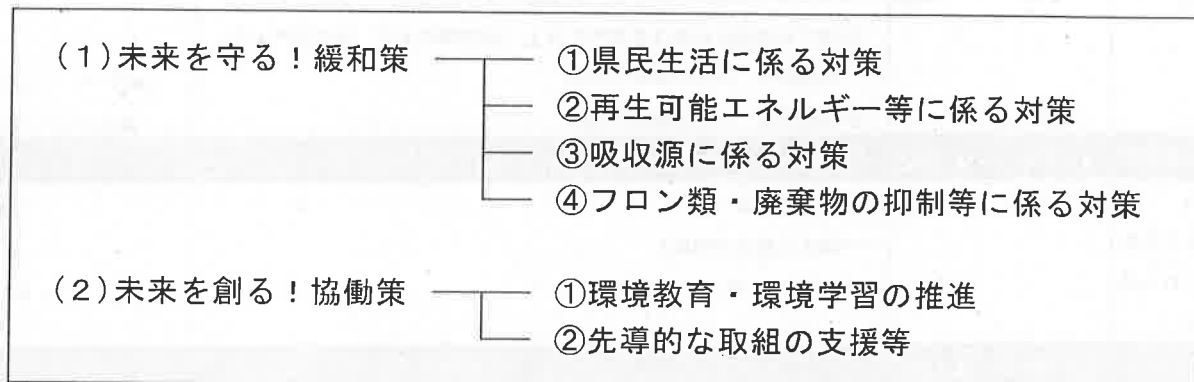 (1)未来を守る!緩和策
①県民生活に係る対策
②再生可能エネルギー等に係る対策
③吸収源に係る対策
④フロン類・廃棄物の抑制等に係る対策
(2)未来を創る!協働策
①環境教育・環境学習の推進
②先導的な取組の支援等